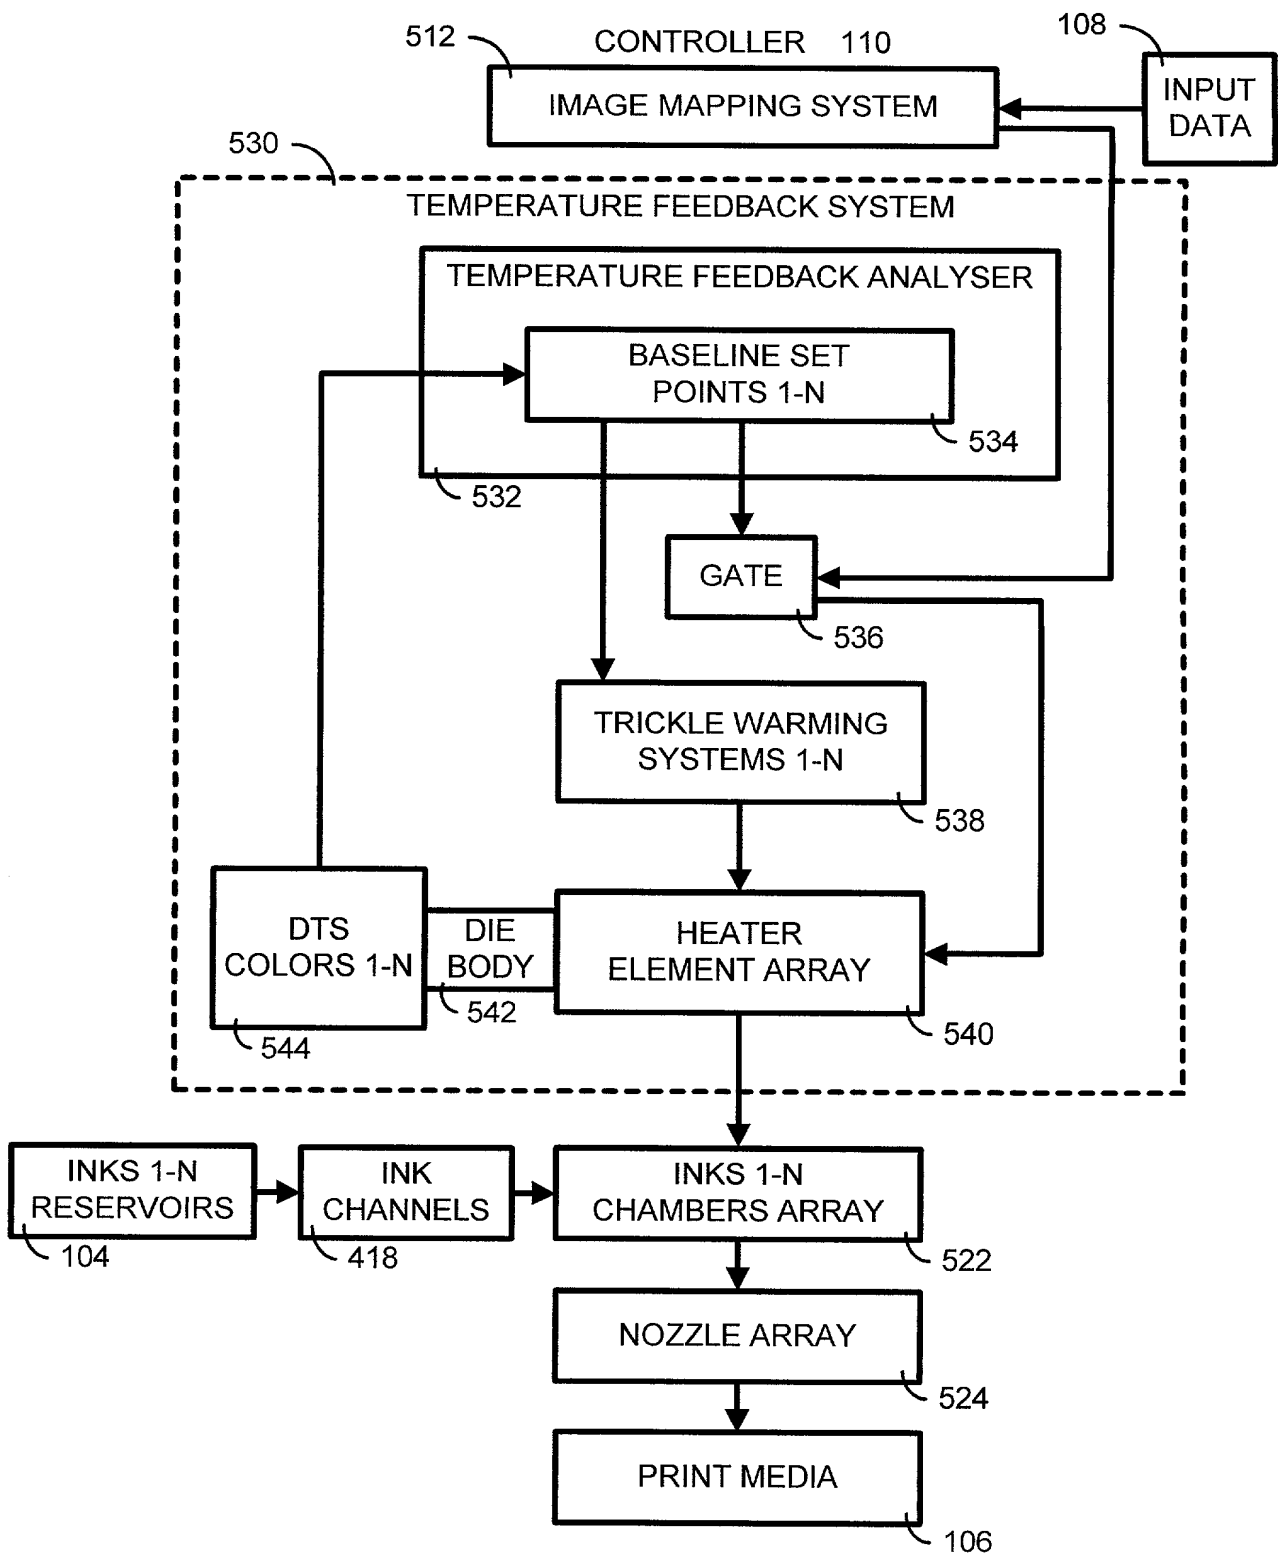 512
CONTROLLER 110
108
IMAGE MAPPING SYSTEM
INPUT
DATA
530
TEMPERATURE FEEDBACK SYSTEM
TEMPERATURE FEEDBACK ANALYSER
BASELINE SET
POINTS 1-N
534
532
GATE
536
TRICKLE WARMING
SYSTEMS 1-N
538
DTS
COLORS 1-N
544
DIE
BODY
542
HEATER
ELEMENT ARRAY
540
INKS 1-N
RESERVOIRS
104
INK
CHANNELS
418
INKS 1-N
CHAMBERS ARRAY
522
NOZZLE ARRAY
524
PRINT MEDIA
106